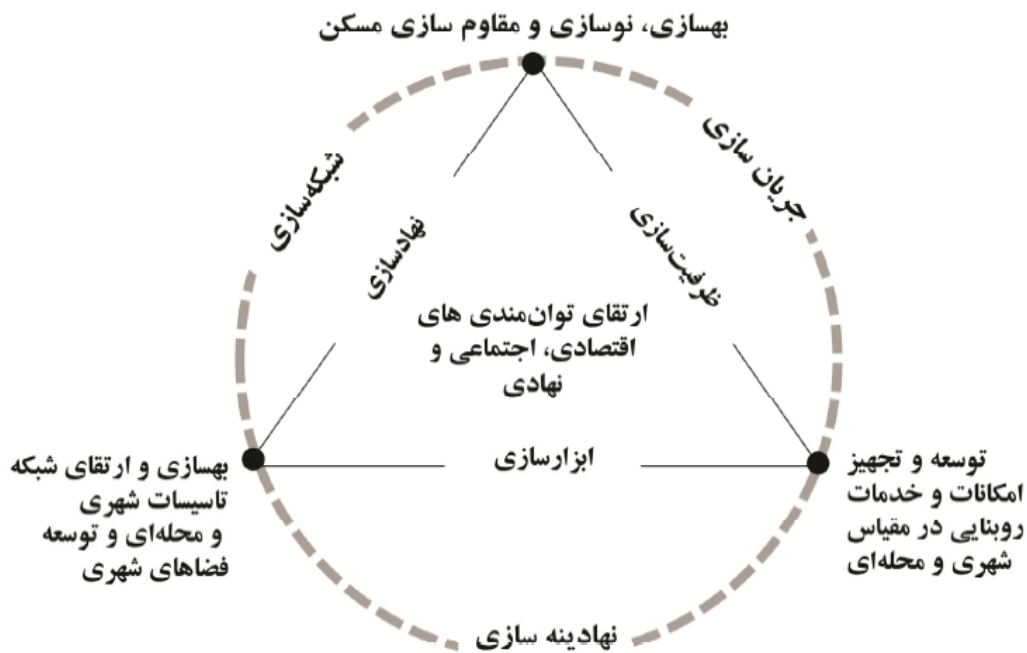 بهسازی، نوسازی و مقاوم سازی مسکن
جریان سازی
شبکه‌سازی
نهادسازی
ظرفیت‌سازی
ارتقای توان‌مندی های
اقتصادی، اجتماعی و
نهادی
ابزارسازی
توسعه و تجهیز
امکانات و خدمات
روبنایی در مقیاس
شهری و محله‌ای
بهسازی و ارتقای شبکه
تاسیسات شهری
و محله‌ای و توسعه
فضاهای شهری
نهادینه سازی